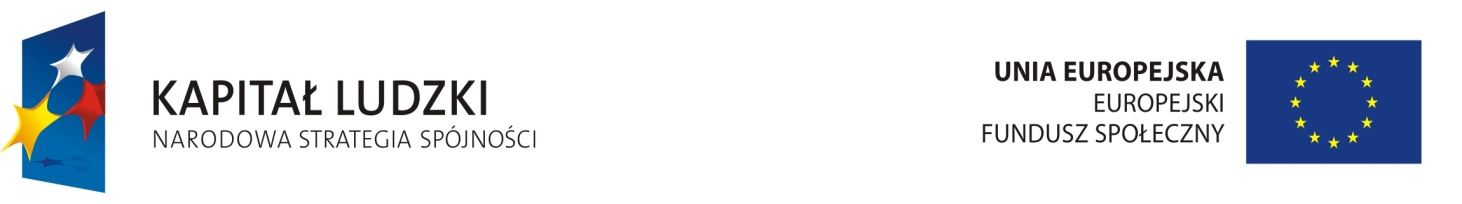 KAPITAŁ LUDZKI
NARODOWA STRATEGIA SPÓJNOŚCI
UNIA EUROPEJSKA
EUROPEJSKI
FUNDUSZ SPOŁECZNY